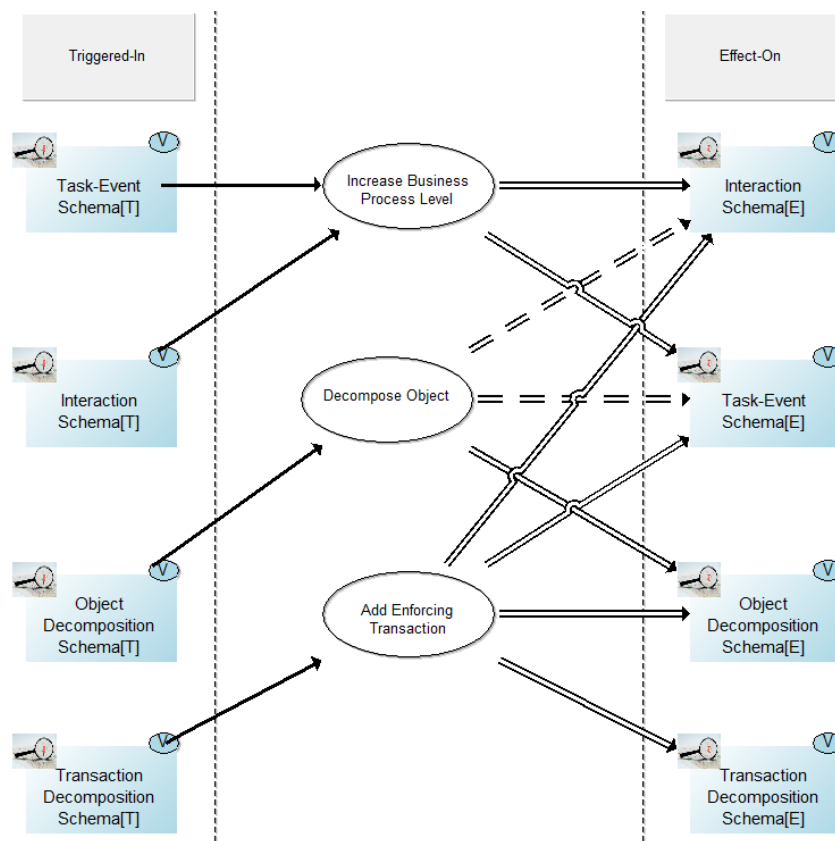 Triggered-In
Effect-On
V
V
Task-Event
Schema[T]
Increase Business
Process Level
Interaction
Schema[E]
V
V
Interaction
Schema[T]
Decompose Object
Task-Event
Schema[E]
V
V
Object
Decomposition
Schema[T]
Add Enforcing
Transaction
Object
Decomposition
Schema[E]
V
V
Transaction
Decomposition
Schema[T]
Transaction
Decomposition
Schema[E]